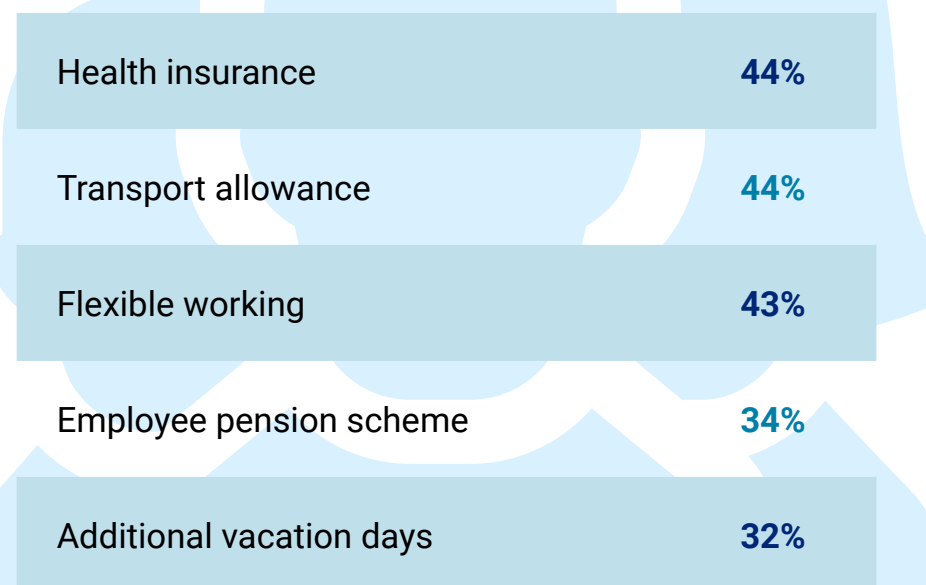 Health insurance 44%
Transport allowance 44%
Flexible working 43%
Employee pension scheme 34%
Additional vacation days 32%